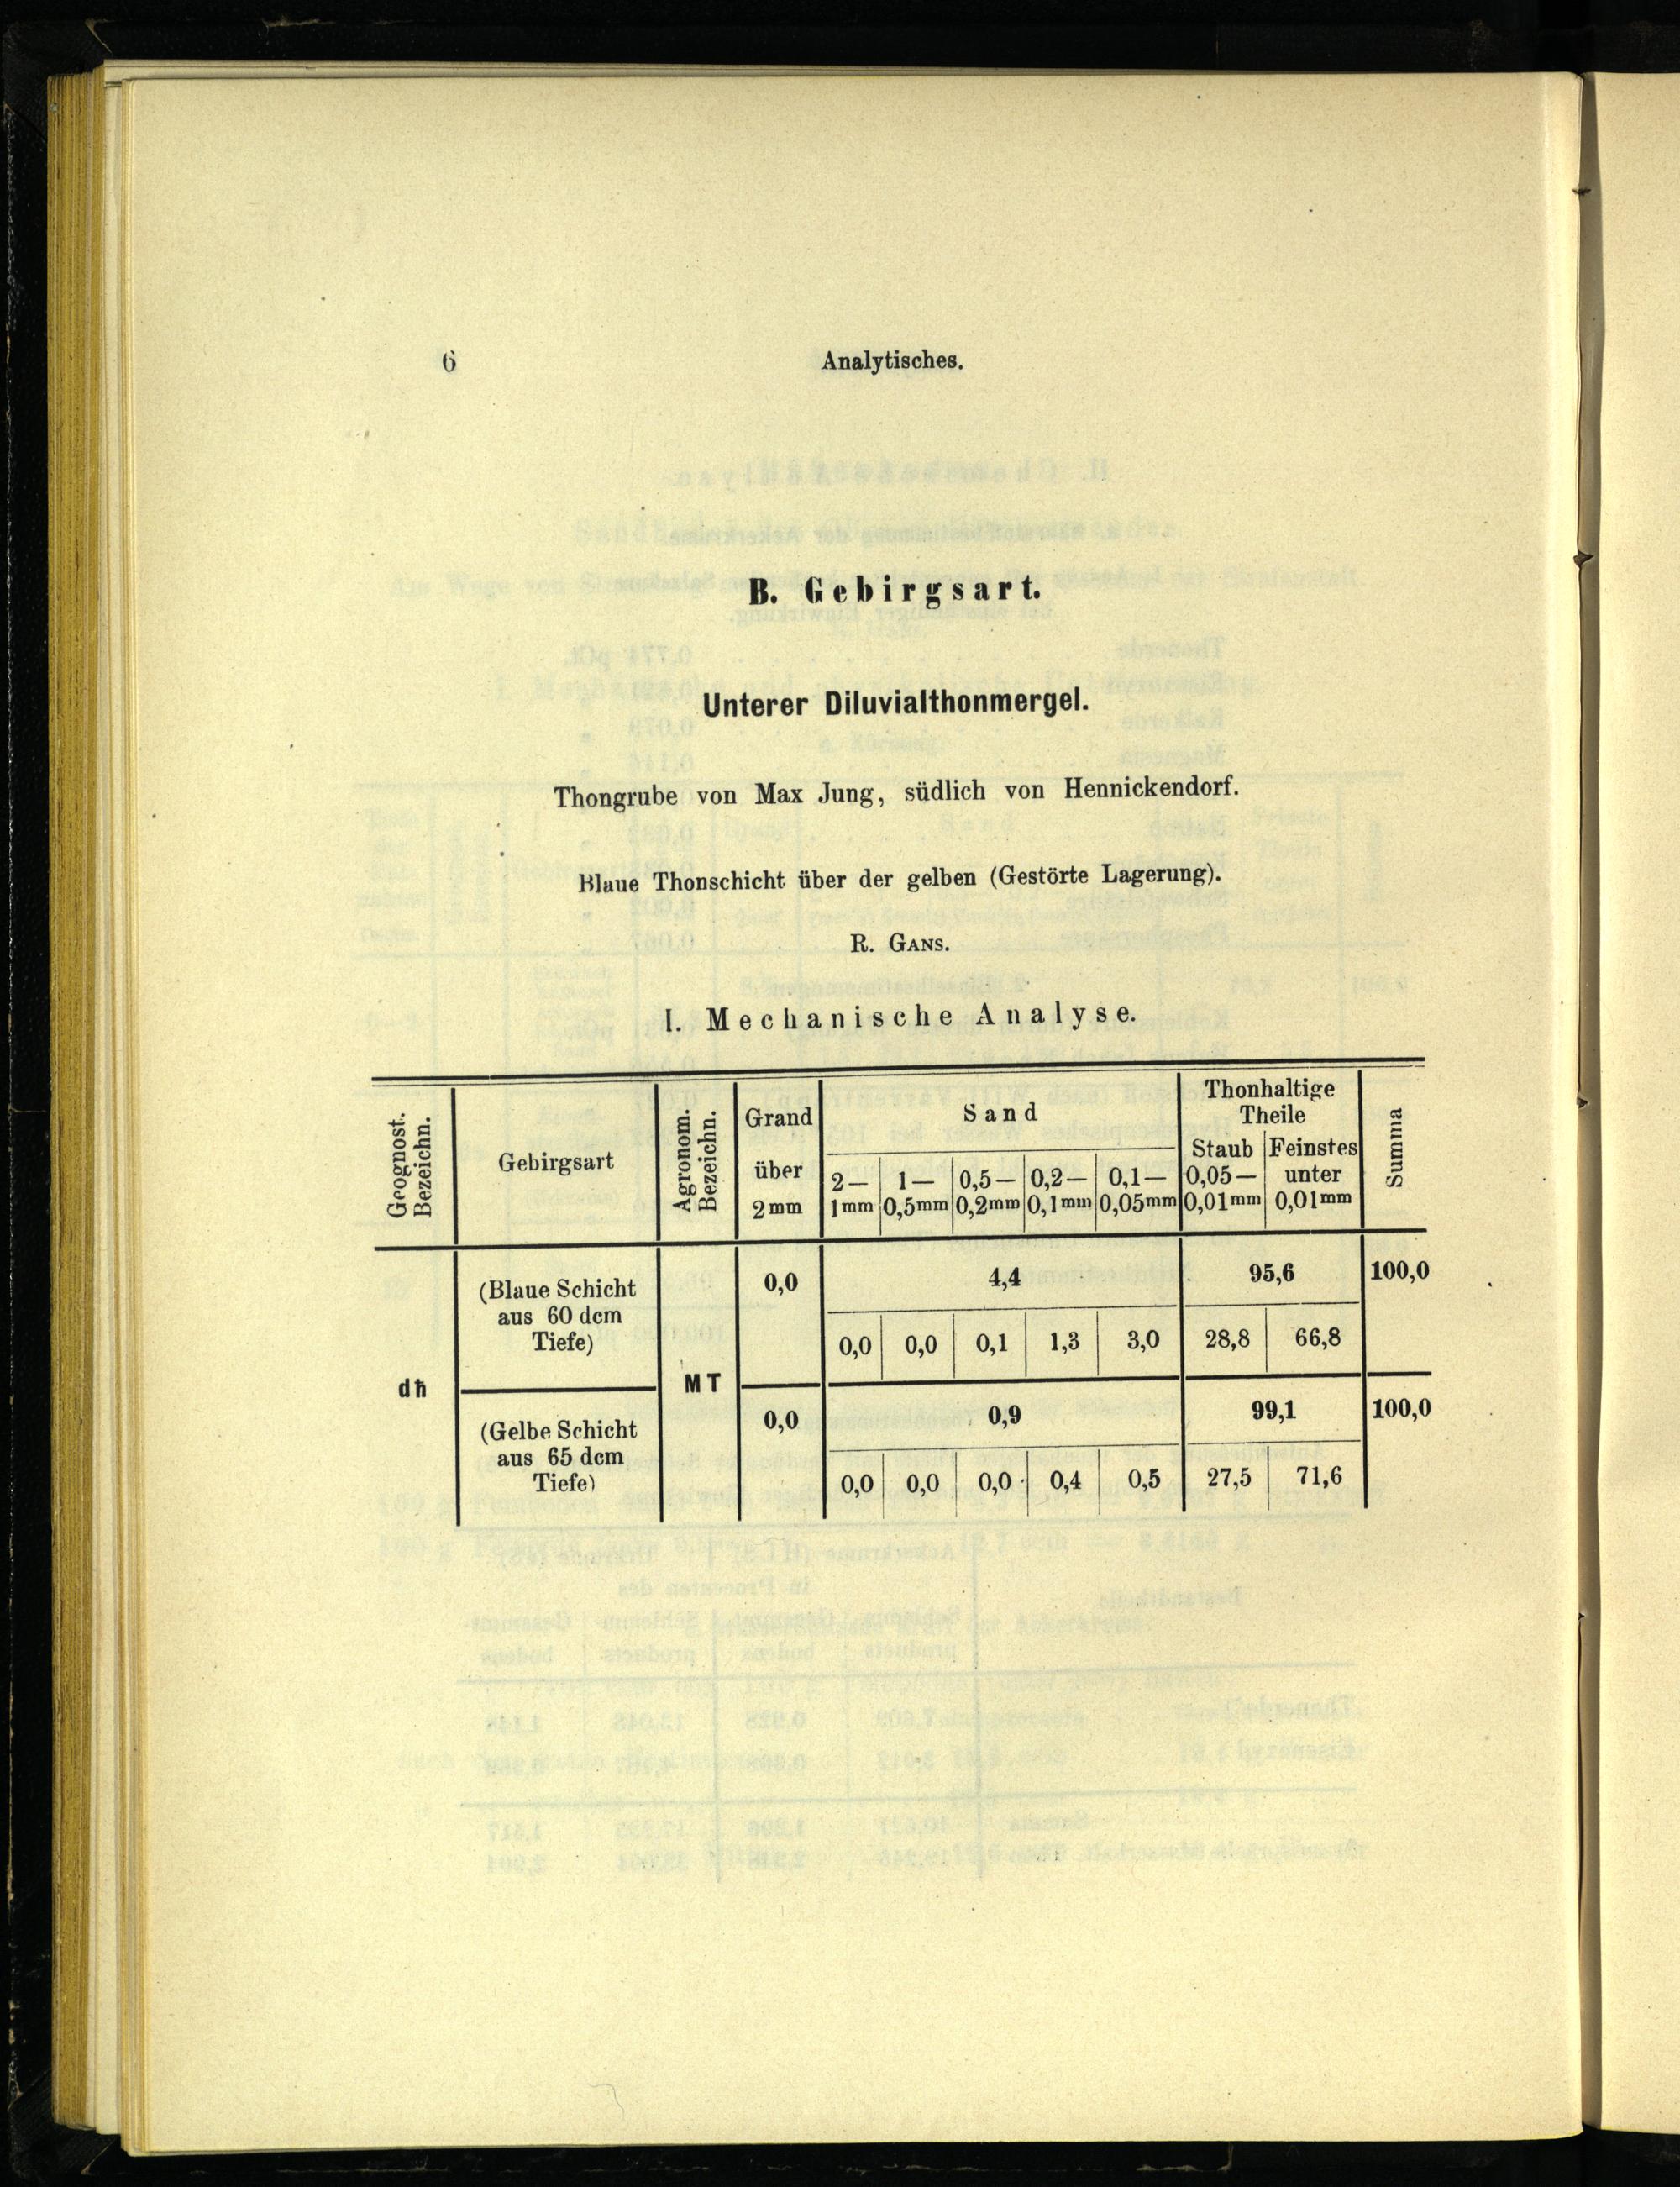 6 Analytisches.
B. Gebirgsart.
Unterer Diluvialthonmergel.
Thongrube von Max Jung, südlich von Hennickendorf.
Blaue Thonschicht über der gelben (Gestörte Lagerung).
R. Gans.
I. Mechanische Analyse.
Geognost. Bezeichn.
Gebirgsart
Agronom. Bezeichn.
Grand
über
2mm
Sand
2—
1mm
1—
0,5mm
0,5—
0,2mm
0,2—
0,1mm
0,1—
0,05mm
Thonhaltige
Theile
Staub
0,05—
0,01mm
Feinstes
unter
0,01mm
Summa
dħ
(Blaue Schicht
aus 60 dcm
Tiefe)
MT
0,0 4,4 95,6 100,0
0,0 0,0 0,1 1,3 3,0 28,8 66,8
(Gelbe Schicht
aus 65 dcm
Tiefe)
0,0 0,9 99,1 100,0
0,0 0,0 0,0 0,4 0,5 27,5 71,6